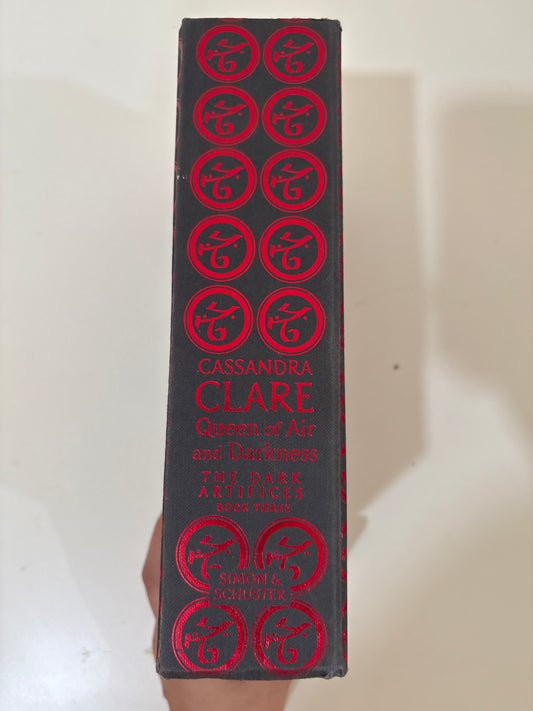 CASSANDRA
CLARE
Queen of Air
and Darkness
THE DARK
ARTIFICES
BOOK THREE
SIMON &
SCHUSTER